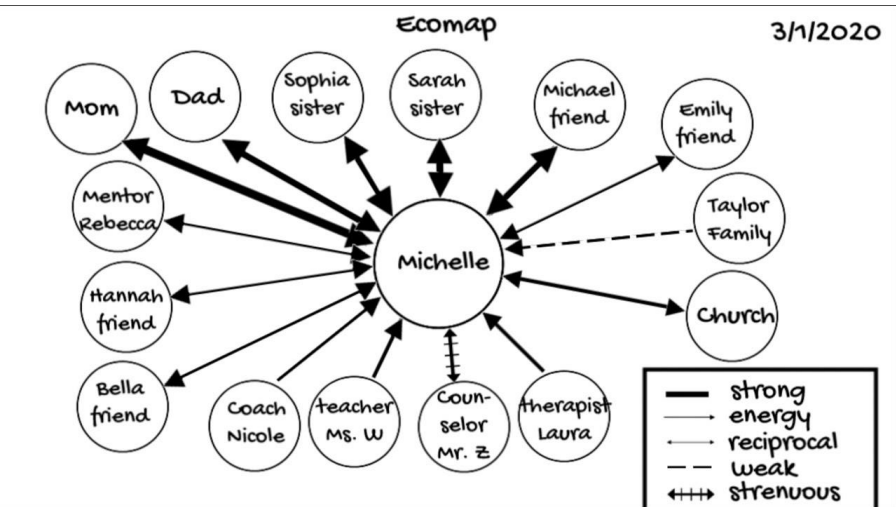 Ecomap
3/1/2020
Mom
Dad
Sophia
sister
Sarah
sister
Michael
friend
Emily
friend
Mentor
Rebecca
Taylor
Family
Michelle
Hannah
friend
Church
Bella
friend
Coach
Nicole
teacher
Ms. W
Coun-
selor
Mr. Z
therapist
Laura
strong
energy
reciprocal
weak
strenuous